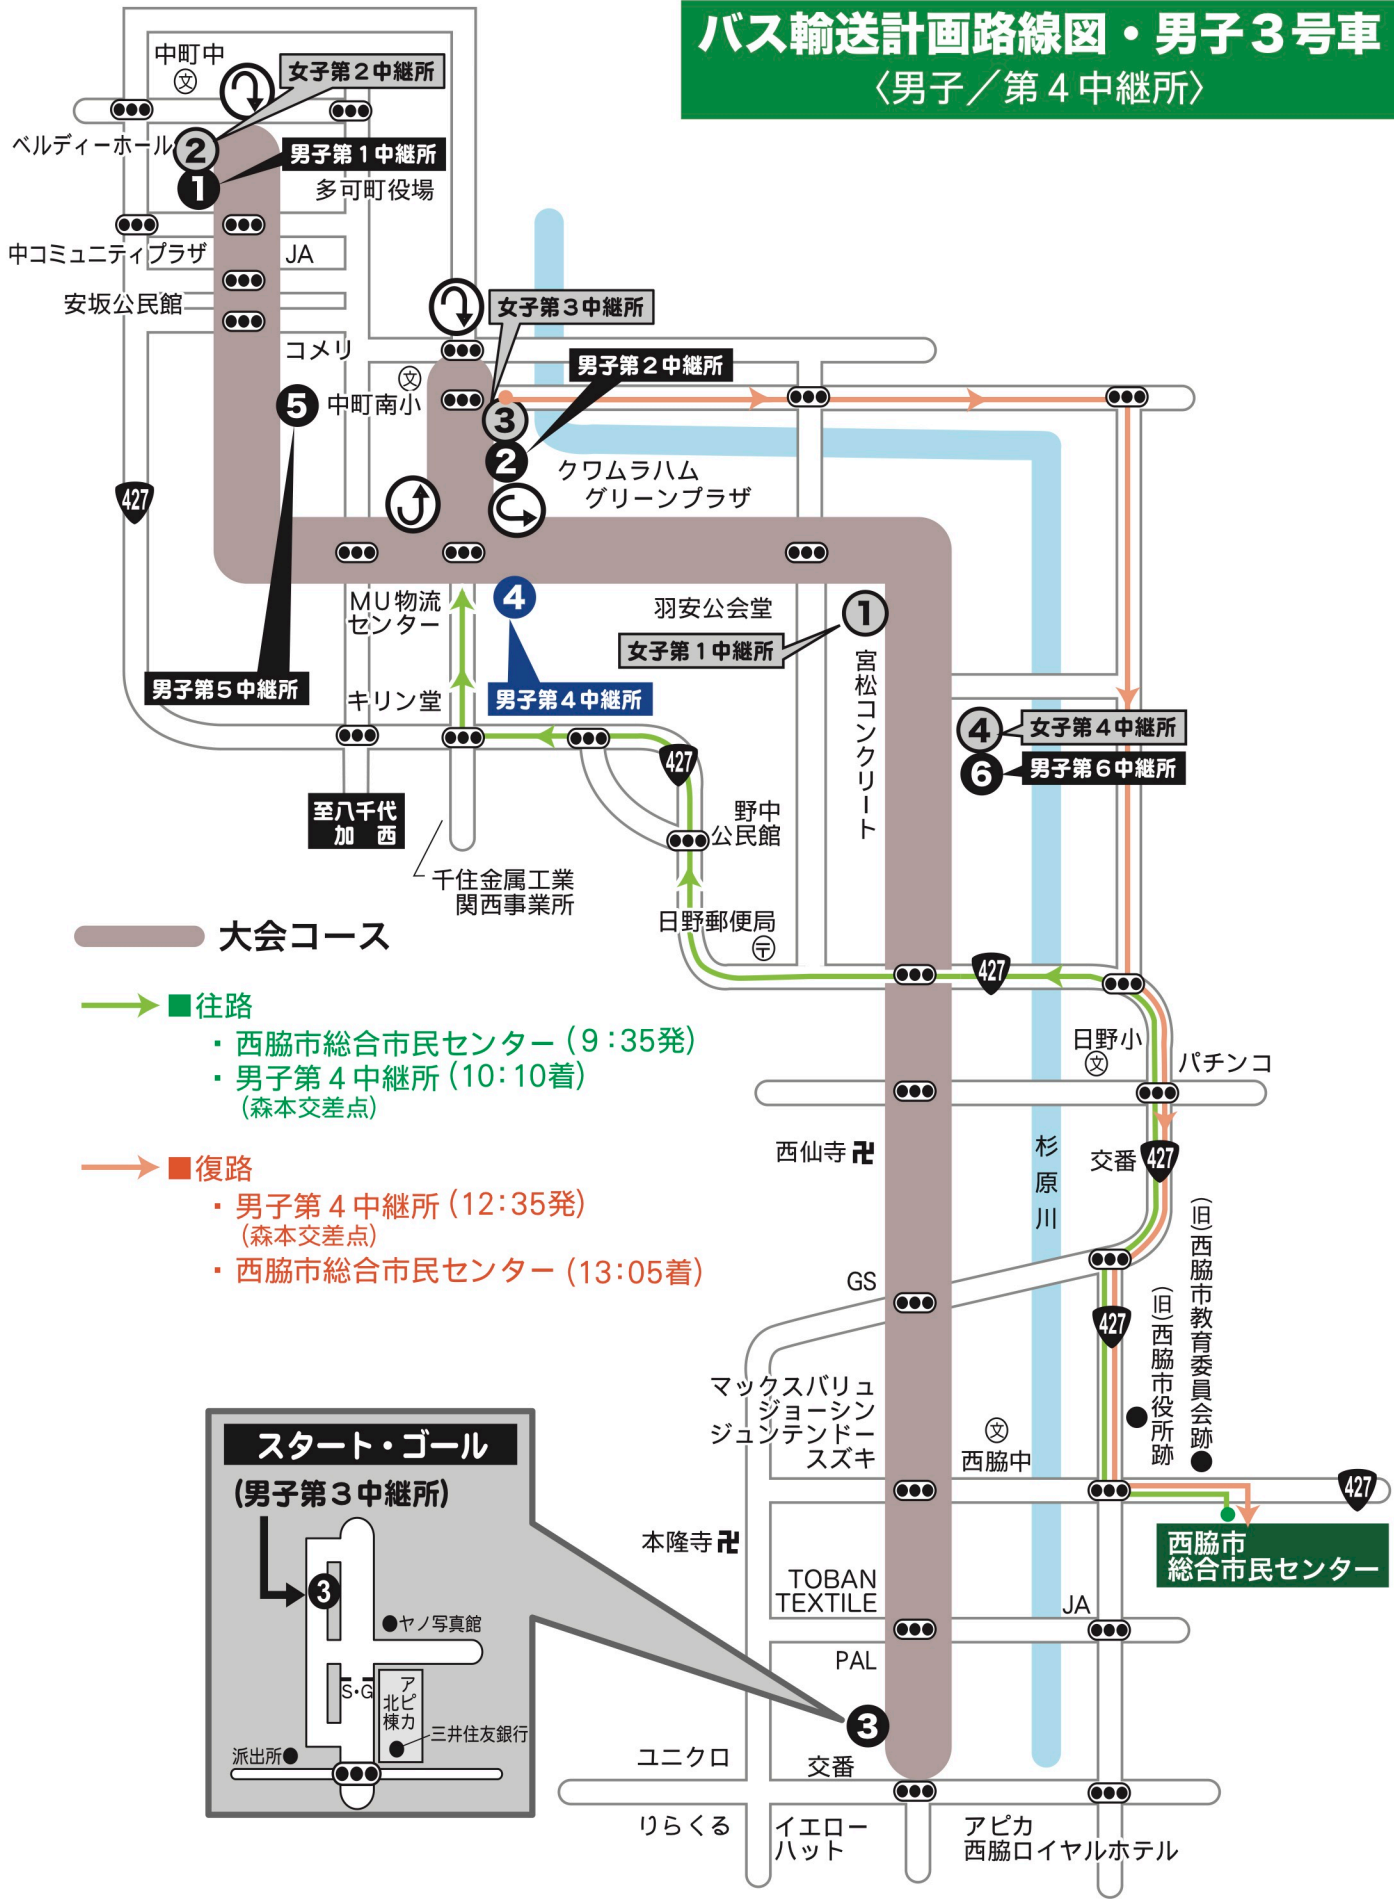 バス輸送計画路線図・男子３号車
〈男子／第４中継所〉
中町中
文
女子第２中継所
ベルディーホール
2
男子第１中継所
1
多可町役場
中コミュニティプラザ
JA
安坂公民館
女子第３中継所
コメリ
男子第２中継所
文
5
中町南小
3
2
クワムラハム
グリーンプラザ
427
MU物流
センター
4
羽安公会堂
1
女子第１中継所
宮松コンクリート
男子第５中継所
キリン堂
男子第４中継所
4
女子第４中継所
6
男子第６中継所
427
至八千代
加　西
野中
公民館
千住金属工業
関西事業所
日野郵便局
〒
大会コース
427
■往路
・西脇市総合市民センター（9：35発）
・男子第４中継所（10：10着）
（森本交差点）
日野小
文
パチンコ
■復路
・男子第４中継所（12：35発）
（森本交差点）
・西脇市総合市民センター（13：05着）
西仙寺卍
杉原川
交番
427
(旧)西脇市教育委員会跡
(旧)西脇市役所跡
GS
427
マックスバリュ
ジョーシン
ジュンテンドー
スズキ
文
西脇中
427
スタート・ゴール
(男子第３中継所)
3
ヤノ写真館
S・G
アピカ
北棟
三井住友銀行
派出所
本隆寺卍
西脇市
総合市民センター
TOBAN
TEXTILE
JA
PAL
3
ユニクロ
交番
りらくる
イエロー
ハット
アピカ
西脇ロイヤルホテル